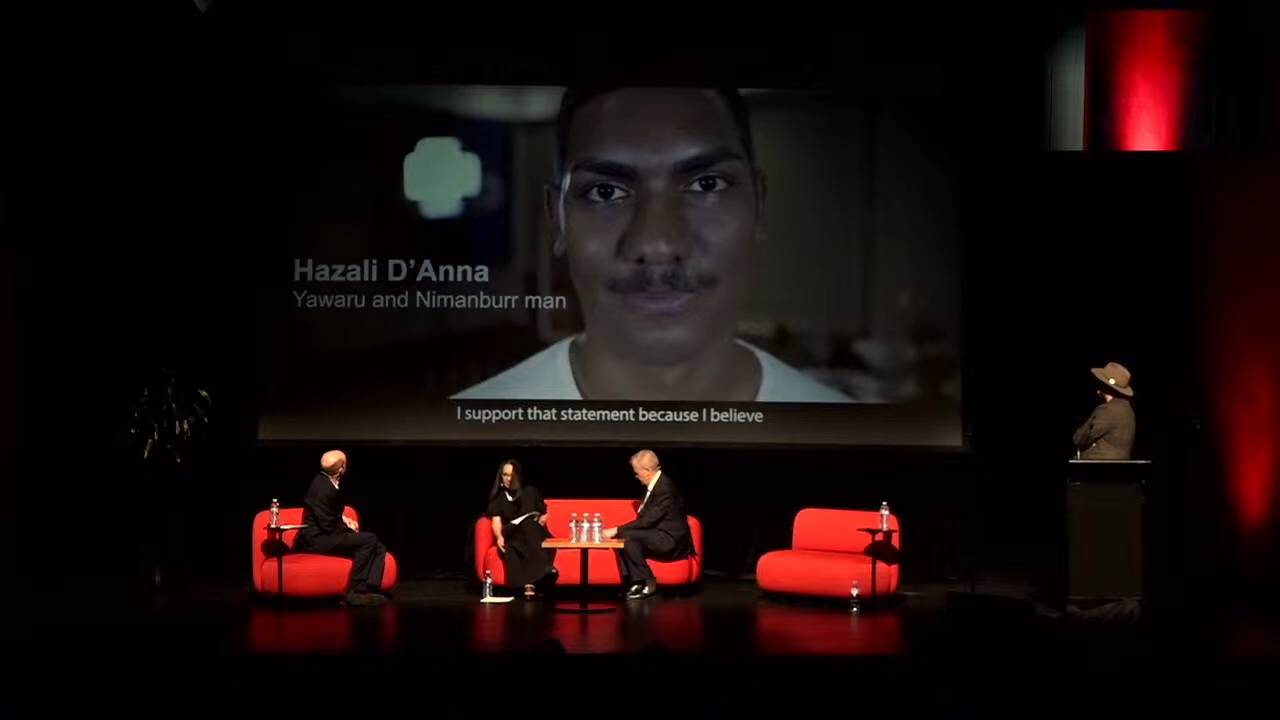 Hazali D’Anna
Yawaru and Nimanburr man
I support that statement because I believe